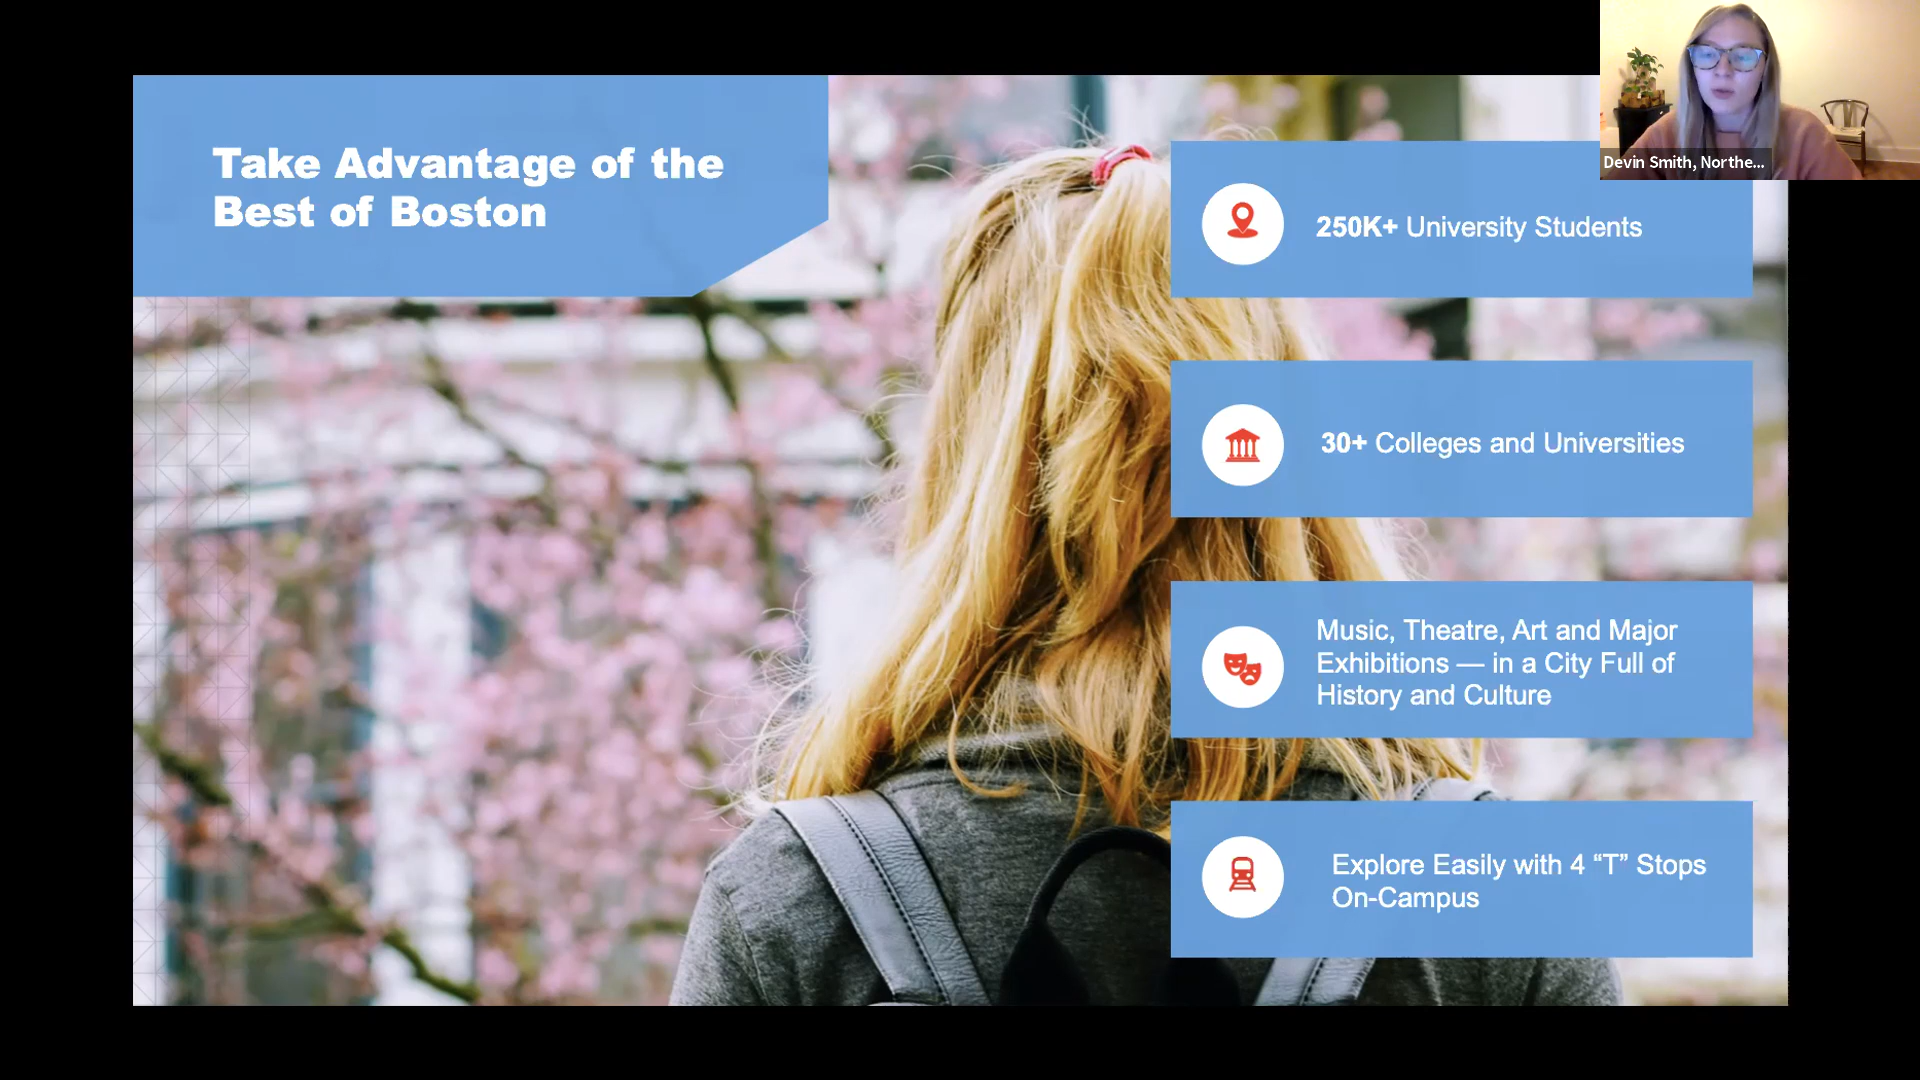 Take Advantage of the
Best of Boston
250K+ University Students
30+ Colleges and Universities
Music, Theatre, Art and Major
Exhibitions — in a City Full of
History and Culture
Explore Easily with 4 “T” Stops
On-Campus
Devin Smith, Northe...